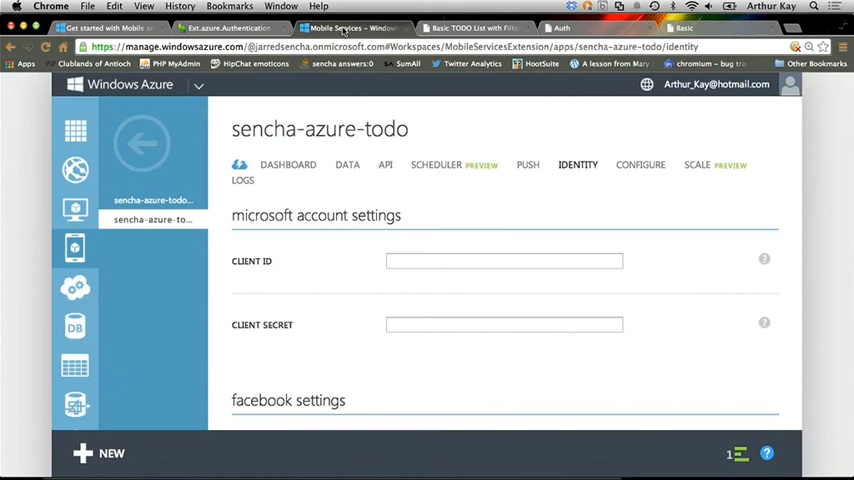 Chrome File Edit View History Bookmarks Window Help Arthur Kay
Get started with Mobile se Ext.azure.Authentication Mobile Services – Window Basic TODO List with Filter Auth Basic
https://manage.windowsazure.com/@jarredsencha.onmicrosoft.com#Workspaces/MobileServicesExtension/apps/sencha-azure-todo/identity
Apps Clublands of Antioch PHP MyAdmin HipChat emoticons sencha answers:0 SumAll Twitter Analytics HootSuite A lesson from Mary chromium - bug tra Other Bookmarks
Windows Azure Arthur_Kay@hotmail.com
sencha-azure-todo
DASHBOARD DATA API SCHEDULER PREVIEW PUSH IDENTITY CONFIGURE SCALE PREVIEW
LOGS
sencha-azure-todo...
sencha-azure-to...
microsoft account settings
CLIENT ID ?
CLIENT SECRET ?
facebook settings
DB
SQL
NEW 1 ?